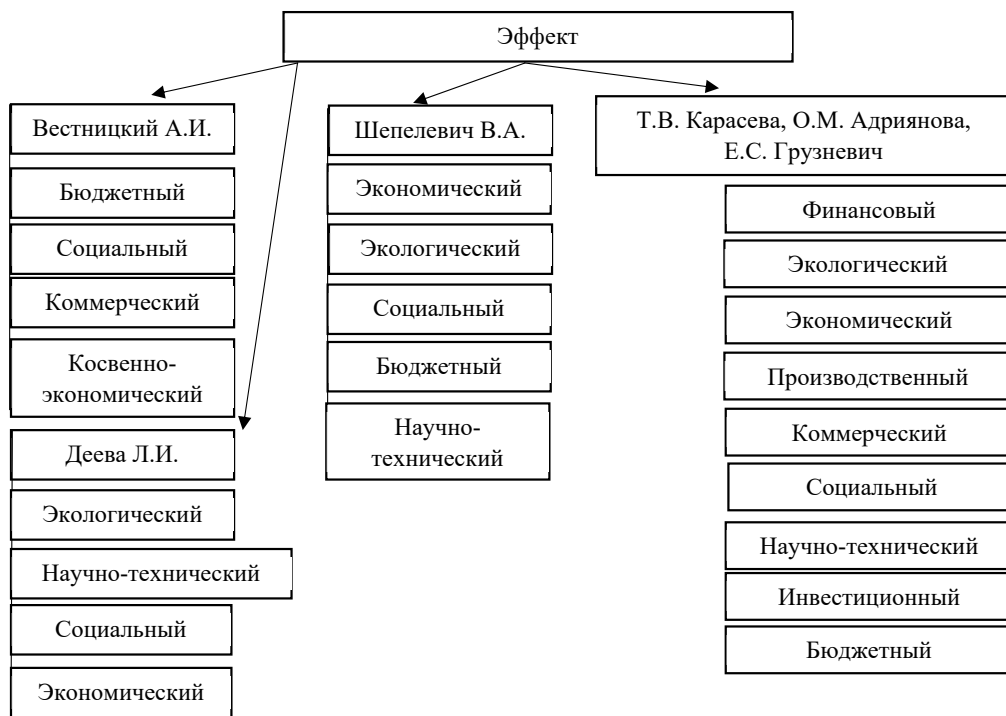 Эффект
Вестницкий А.И.
Бюджетный
Социальный
Коммерческий
Косвенно-
экономический
Деева Л.И.
Экологический
Научно-технический
Социальный
Экономический
Шепелевич В.А.
Экономический
Экологический
Социальный
Бюджетный
Научно-
технический
Т.В. Карасева, О.М. Адриянова,
Е.С. Грузневич
Финансовый
Экологический
Экономический
Производственный
Коммерческий
Социальный
Научно-технический
Инвестиционный
Бюджетный